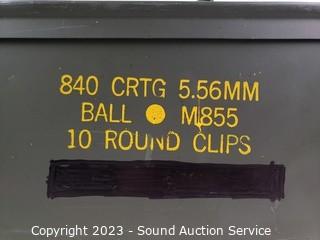 840 CRTG 5.56MM
BALL M855
10 ROUND CLIPS
Copyright 2023 - Sound Auction Service